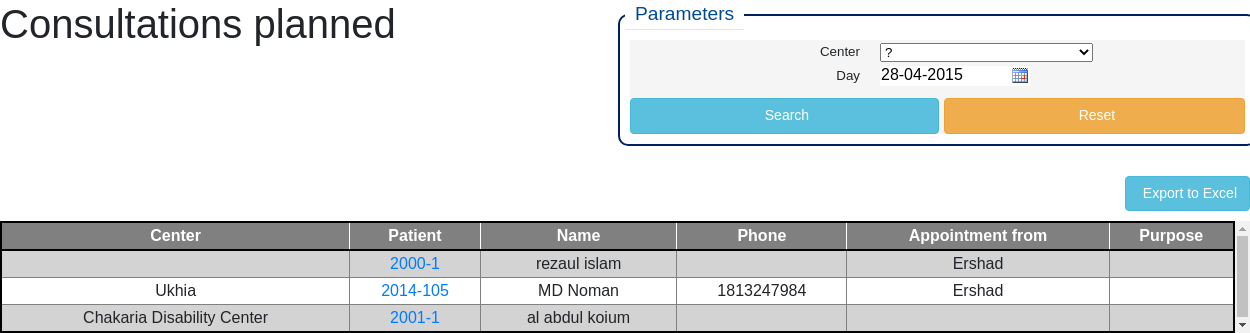 Consultations planned
Parameters
Center ?
Day 28-04-2015
Search Reset
Export to Excel
Center Patient Name Phone Appointment from Purpose
2000-1 rezaul islam Ershad
Ukhia 2014-105 MD Noman 1813247984 Ershad
Chakaria Disability Center 2001-1 al abdul koium